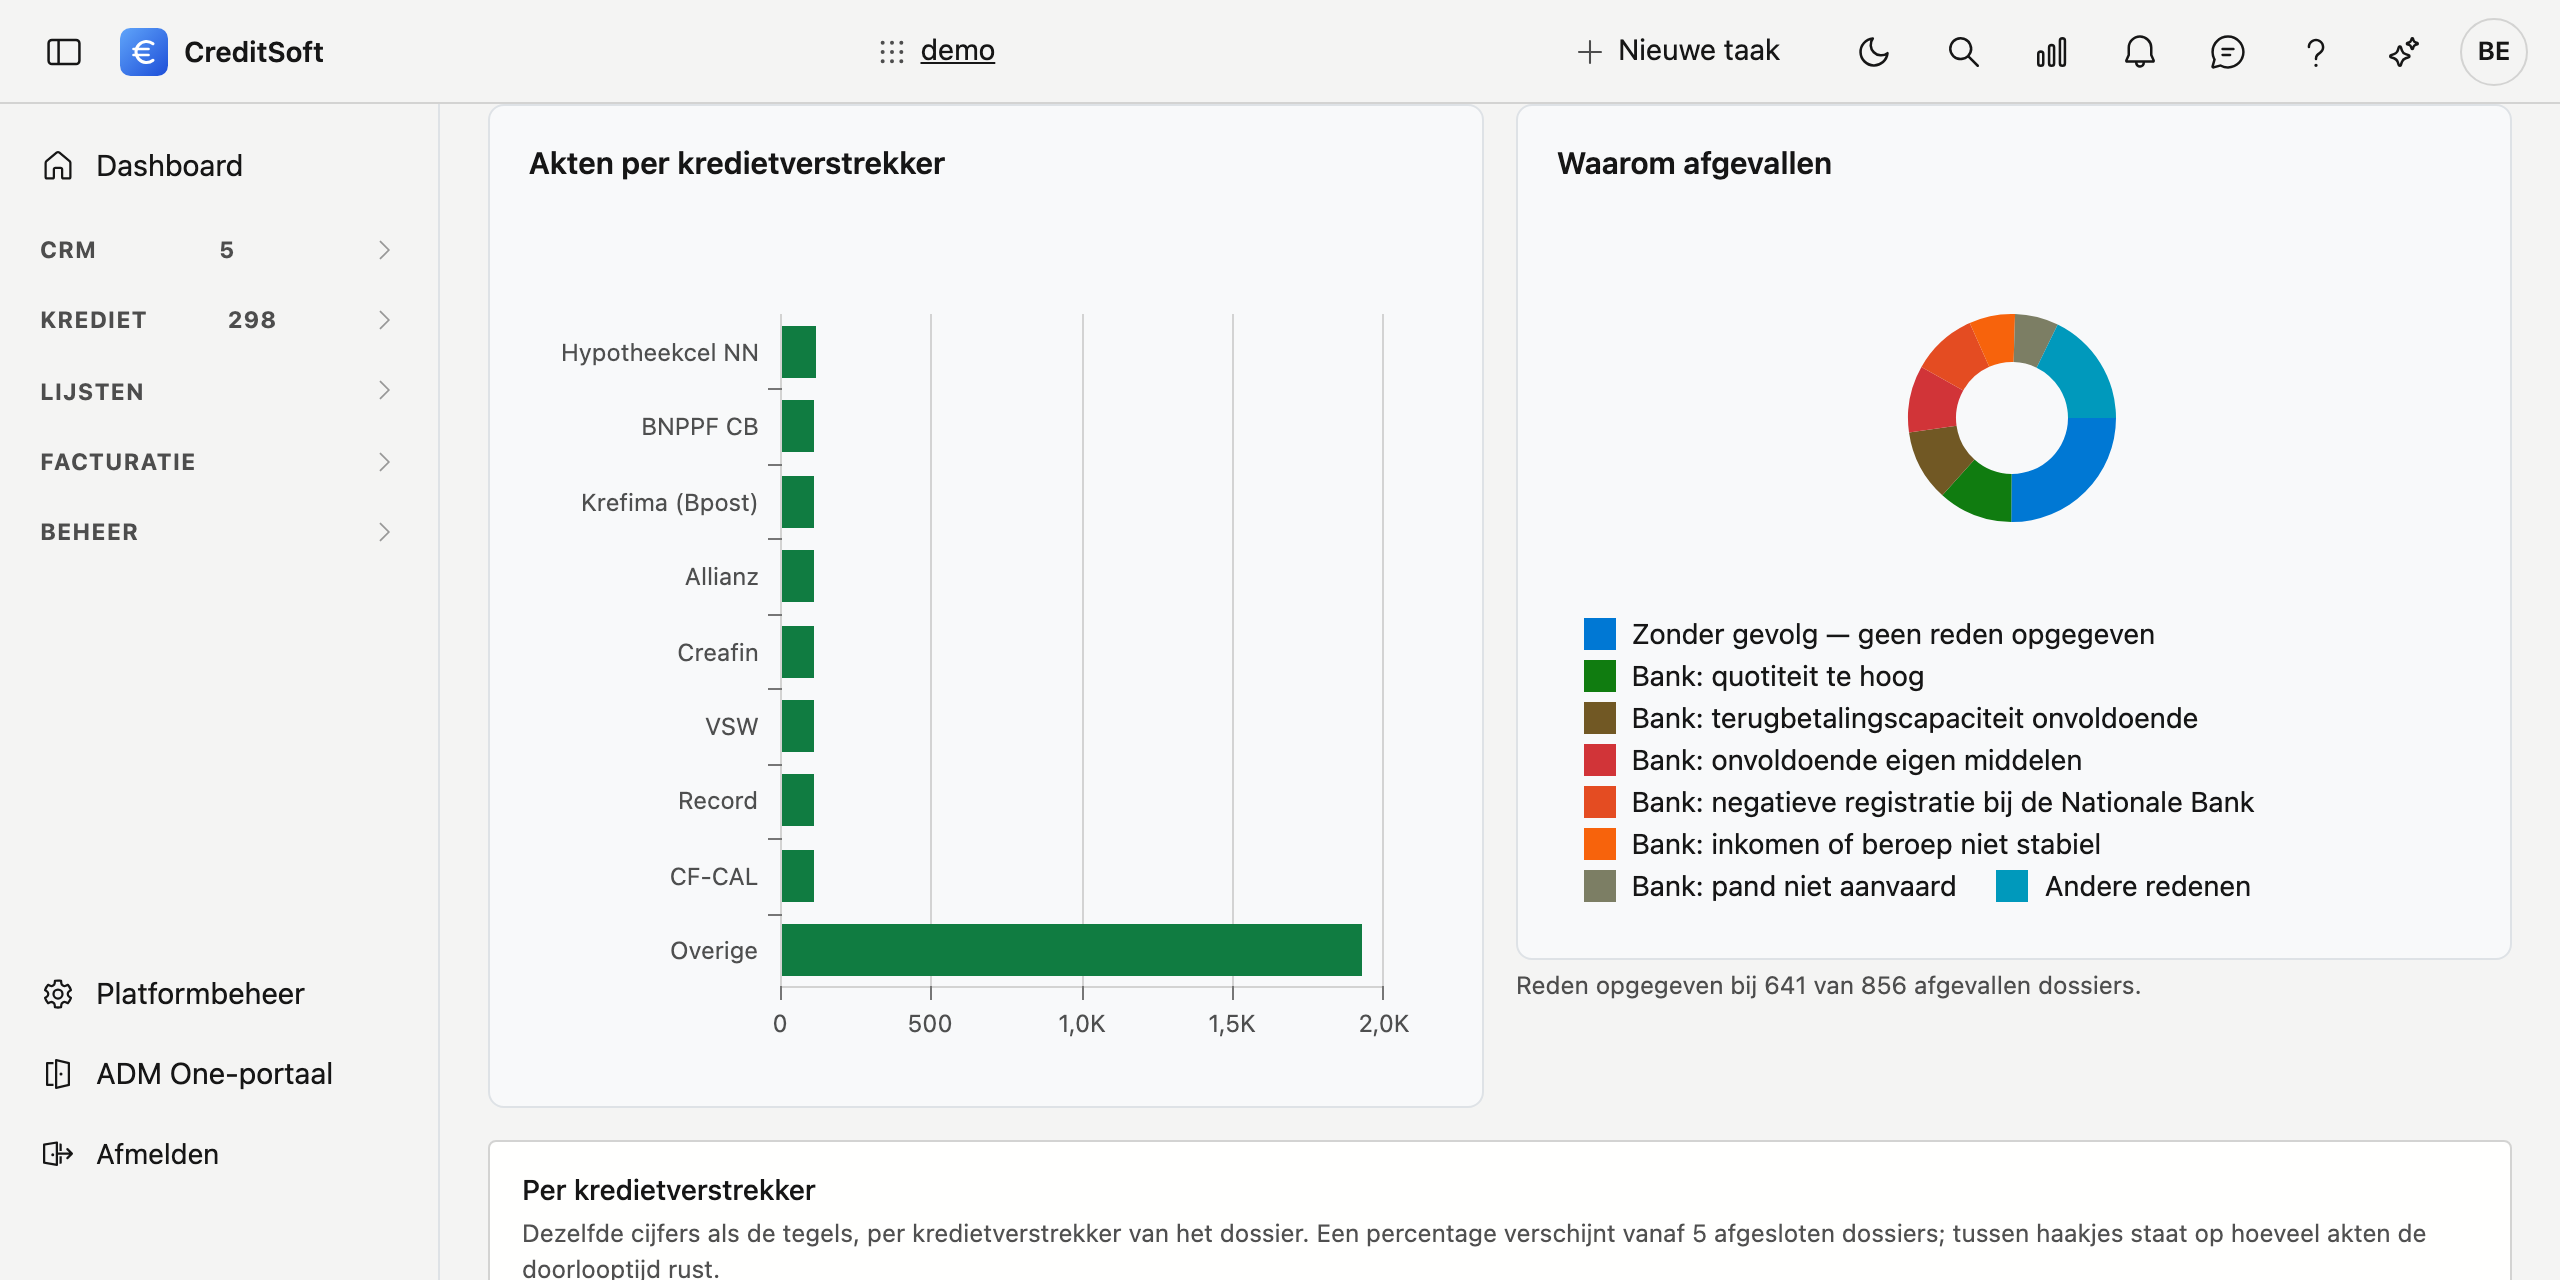 CreditSoft
demo
Nieuwe taak
BE
Dashboard
CRM 5
KREDIET 298
LIJSTEN
FACTURATIE
BEHEER
Platformbeheer
ADM One-portaal
Afmelden
Akten per kredietverstrekker
Hypotheekcel NN
BNPPF CB
Krefima (Bpost)
Allianz
Creafin
VSW
Record
CF-CAL
Overige
0 500 1,0K 1,5K 2,0K
Waarom afgevallen
Zonder gevolg — geen reden opgegeven
Bank: quotiteit te hoog
Bank: terugbetalingscapaciteit onvoldoende
Bank: onvoldoende eigen middelen
Bank: negatieve registratie bij de Nationale Bank
Bank: inkomen of beroep niet stabiel
Bank: pand niet aanvaard Andere redenen
Reden opgegeven bij 641 van 856 afgevallen dossiers.
Per kredietverstrekker
Dezelfde cijfers als de tegels, per kredietverstrekker van het dossier. Een percentage verschijnt vanaf 5 afgesloten dossiers; tussen haakjes staat op hoeveel akten de
doorlooptijd rust.